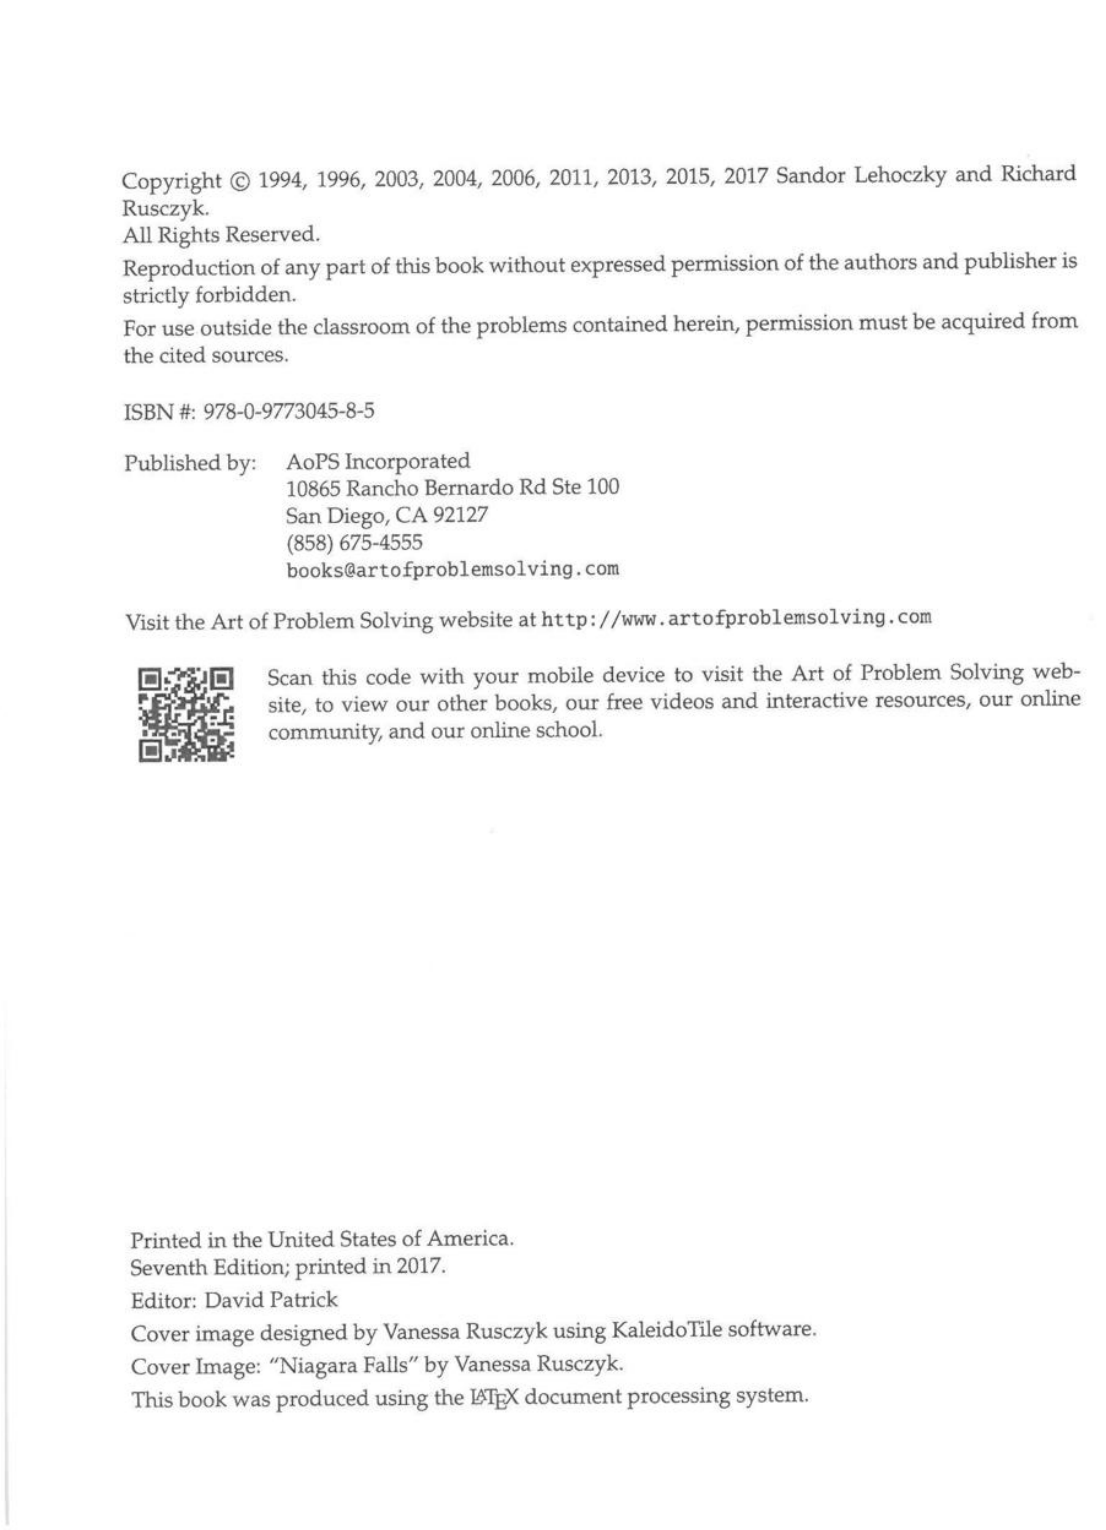 Copyright © 1994, 1996, 2003, 2004, 2006, 2011, 2013, 2015, 2017 Sandor Lehoczky and Richard
Rusczyk.
All Rights Reserved.
Reproduction of any part of this book without expressed permission of the authors and publisher is
strictly forbidden.
For use outside the classroom of the problems contained herein, permission must be acquired from
the cited sources.
ISBN #: 978-0-9773045-8-5
Published by: AoPS Incorporated
10865 Rancho Bernardo Rd Ste 100
San Diego, CA 92127
(858) 675-4555
books@artofproblemsolving.com
Visit the Art of Problem Solving website at http://www.artofproblemsolving.com
Scan this code with your mobile device to visit the Art of Problem Solving web-
site, to view our other books, our free videos and interactive resources, our online
community, and our online school.
Printed in the United States of America.
Seventh Edition; printed in 2017.
Editor: David Patrick
Cover image designed by Vanessa Rusczyk using KaleidoTile software.
Cover Image: "Niagara Falls" by Vanessa Rusczyk.
This book was produced using the LATEX document processing system.